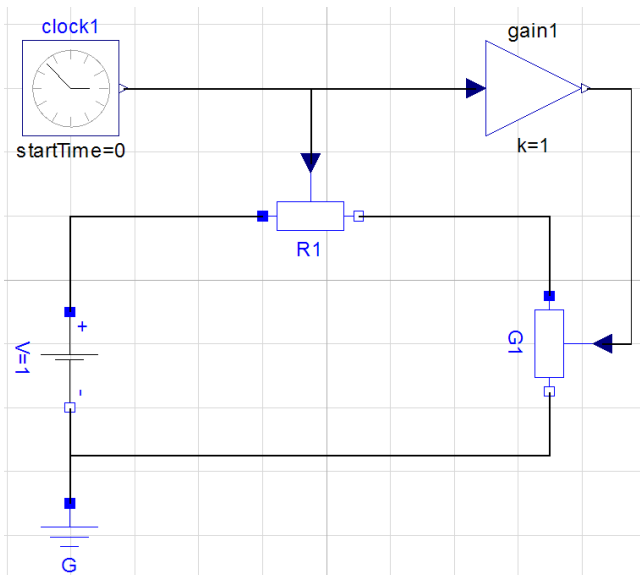 clock1
gain1
startTime=0
k=1
R1
+
V=1
G1
-
G